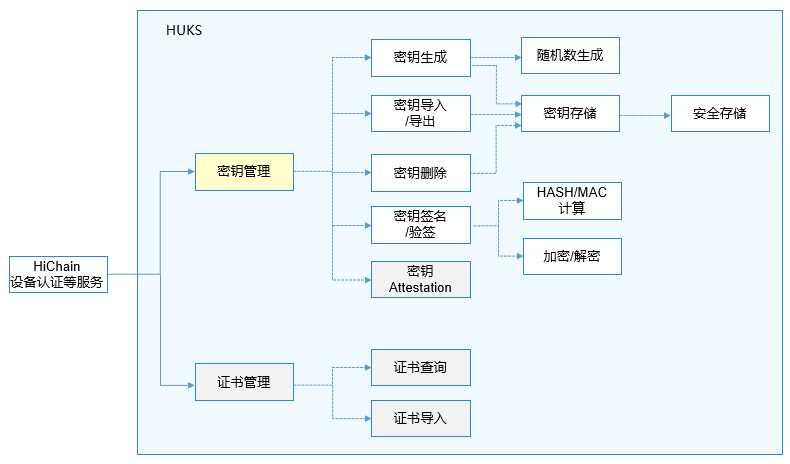 HUKS
密钥生成
随机数生成
密钥导入
/导出
密钥存储
安全存储
密钥管理
密钥删除
HASH/MAC
计算
密钥签名
/验签
加密/解密
HiChain
设备认证等服务
密钥
Attestation
证书管理
证书查询
证书导入